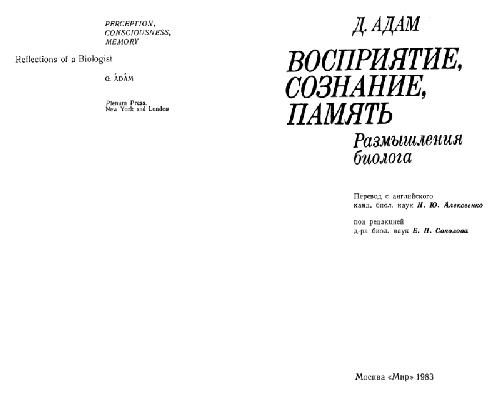 PERCEPTION,
CONSCIOUSNESS,
MEMORY
Reflections of a Biologist
G. ÁDÁM
Plenum Press.
New York and London
Д. АДАМ
ВОСПРИЯТИЕ,
СОЗНАНИЕ,
ПАМЯТЬ
Размышления
биолога
Перевод с английского
канд. биол. наук Н. Ю. Алексеенко
под редакцией
д-ра биол. наук Е. Н. Соколова
Москва «Мир» 1983